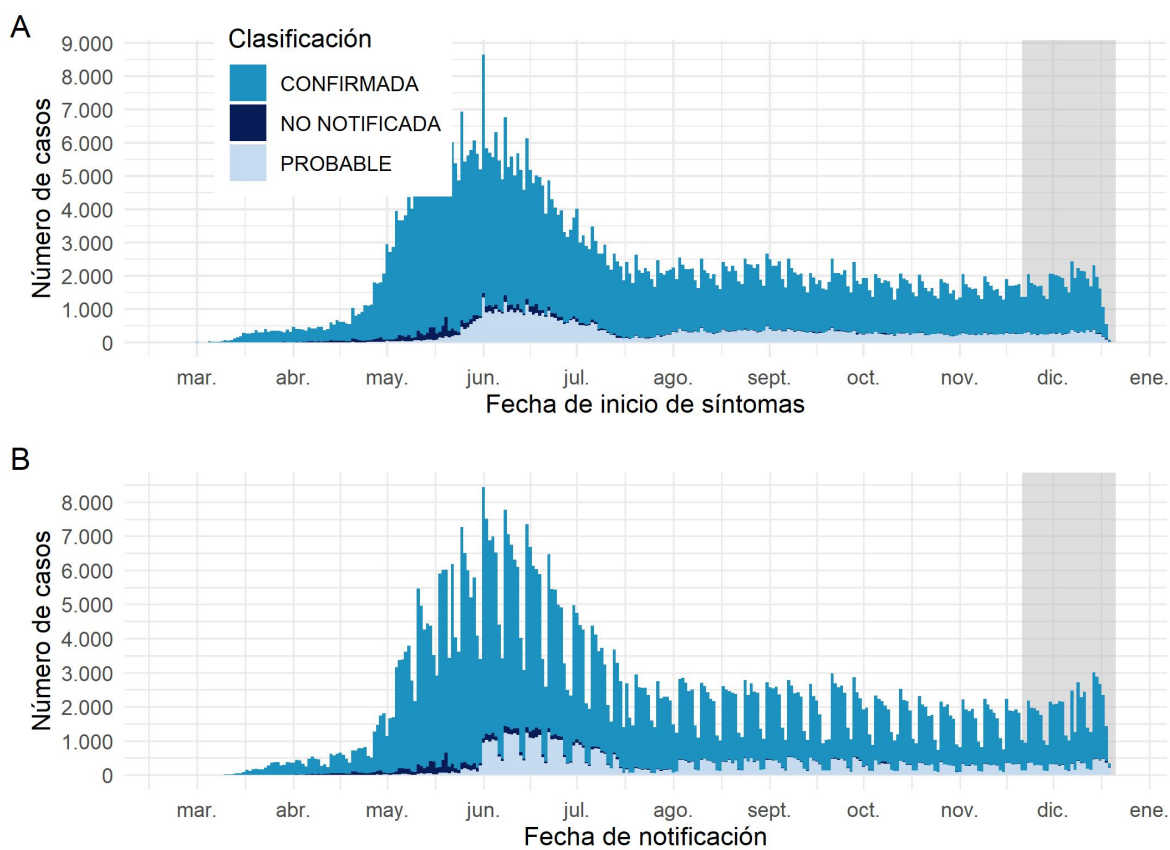 A
Clasificación
CONFIRMADA
NO NOTIFICADA
PROBABLE
Número de casos
9.000
8.000
7.000
6.000
5.000
4.000
3.000
2.000
1.000
0
mar. abr. may. jun. jul. ago. sept. oct. nov. dic. ene.
Fecha de inicio de síntomas
B
Número de casos
8.000
7.000
6.000
5.000
4.000
3.000
2.000
1.000
0
mar. abr. may. jun. jul. ago. sept. oct. nov. dic. ene.
Fecha de notificación